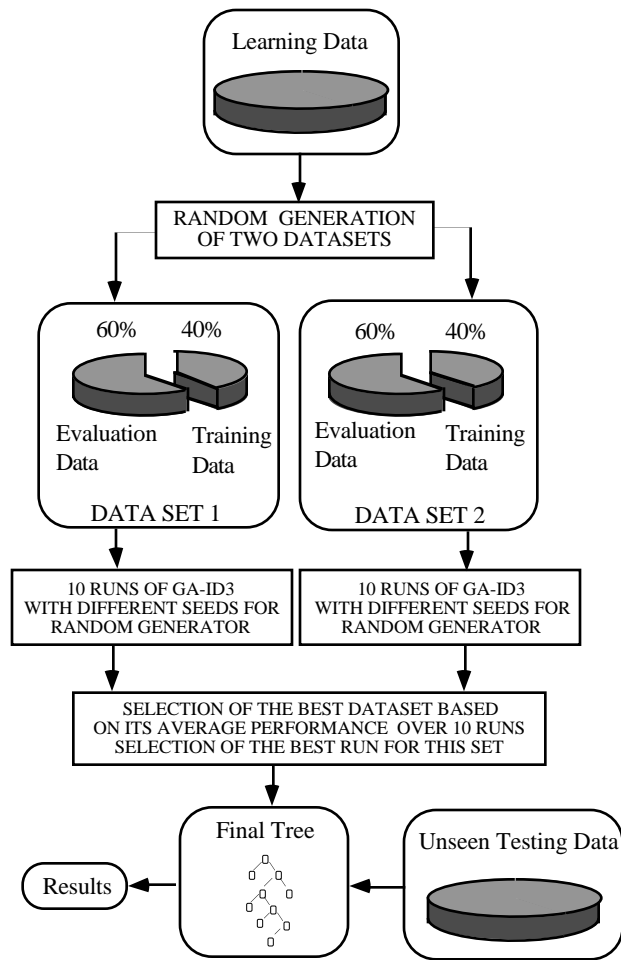 Learning Data
RANDOM GENERATION
OF TWO DATASETS
60% 40%
Evaluation Data
Training Data
DATA SET 1
60% 40%
Evaluation Data
Training Data
DATA SET 2
10 RUNS OF GA-ID3
WITH DIFFERENT SEEDS FOR
RANDOM GENERATOR
10 RUNS OF GA-ID3
WITH DIFFERENT SEEDS FOR
RANDOM GENERATOR
SELECTION OF THE BEST DATASET BASED
ON ITS AVERAGE PERFORMANCE OVER 10 RUNS
SELECTION OF THE BEST RUN FOR THIS SET
Final Tree
Unseen Testing Data
Results